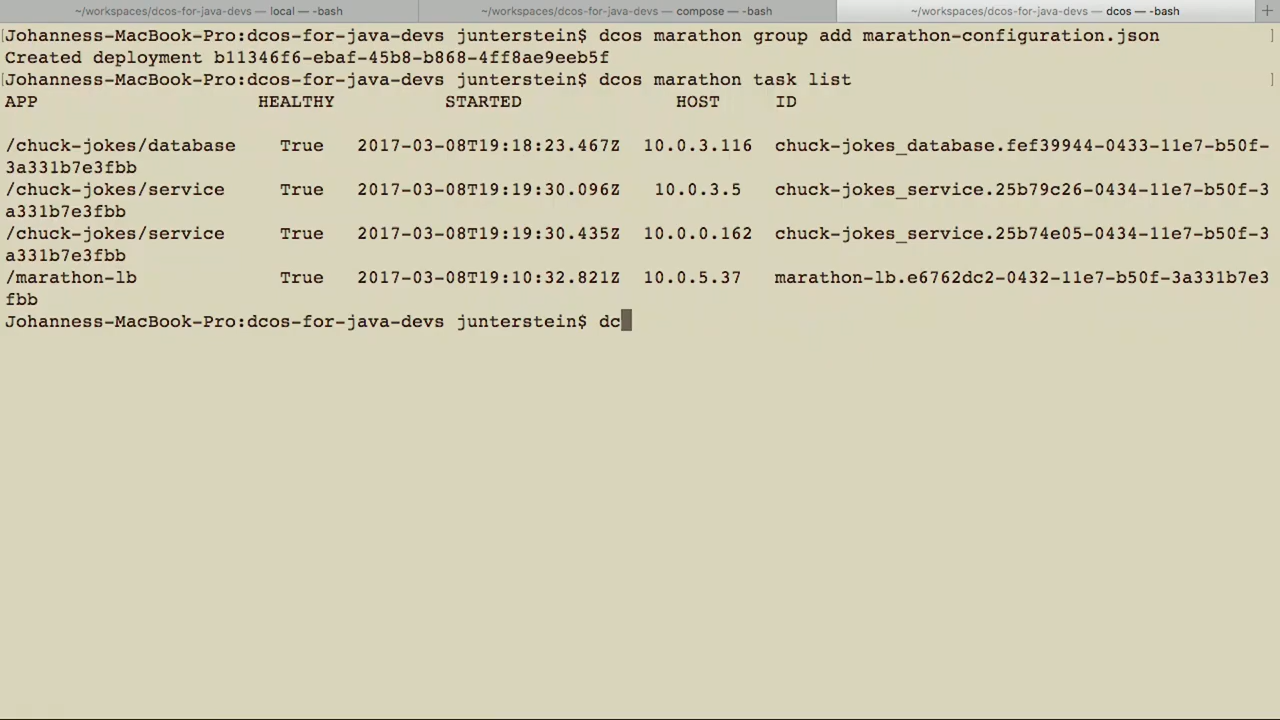 ~/workspaces/dcos-for-java-devs — local — -bash
~/workspaces/dcos-for-java-devs — compose — -bash
~/workspaces/dcos-for-java-devs — dcos — -bash
+
[Johanness-MacBook-Pro:dcos-for-java-devs junterstein$ dcos marathon group add marathon-configuration.json ]
Created deployment b11346f6-ebaf-45b8-b868-4ff8ae9eeb5f
[Johanness-MacBook-Pro:dcos-for-java-devs junterstein$ dcos marathon task list ]
APP HEALTHY STARTED HOST ID
/chuck-jokes/database True 2017-03-08T19:18:23.467Z 10.0.3.116 chuck-jokes_database.fef39944-0433-11e7-b50f-
3a331b7e3fbb
/chuck-jokes/service True 2017-03-08T19:19:30.096Z 10.0.3.5 chuck-jokes_service.25b79c26-0434-11e7-b50f-3
a331b7e3fbb
/chuck-jokes/service True 2017-03-08T19:19:30.435Z 10.0.0.162 chuck-jokes_service.25b74e05-0434-11e7-b50f-3
a331b7e3fbb
/marathon-lb True 2017-03-08T19:10:32.821Z 10.0.5.37 marathon-lb.e6762dc2-0432-11e7-b50f-3a331b7e3
fbb
Johanness-MacBook-Pro:dcos-for-java-devs junterstein$ dc